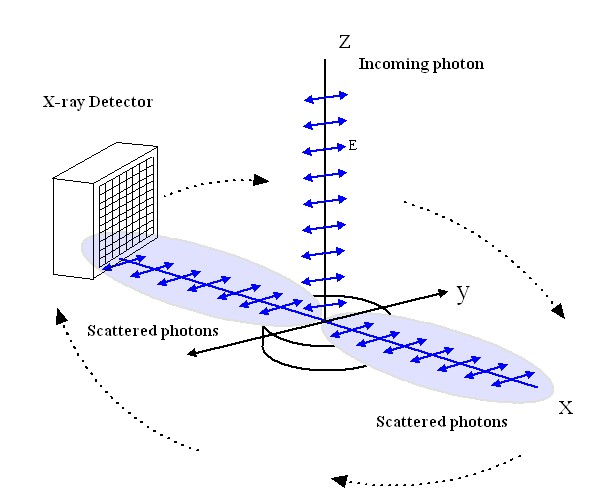 Z
Incoming photon
X-ray Detector
E
y
Scattered photons
X
Scattered photons